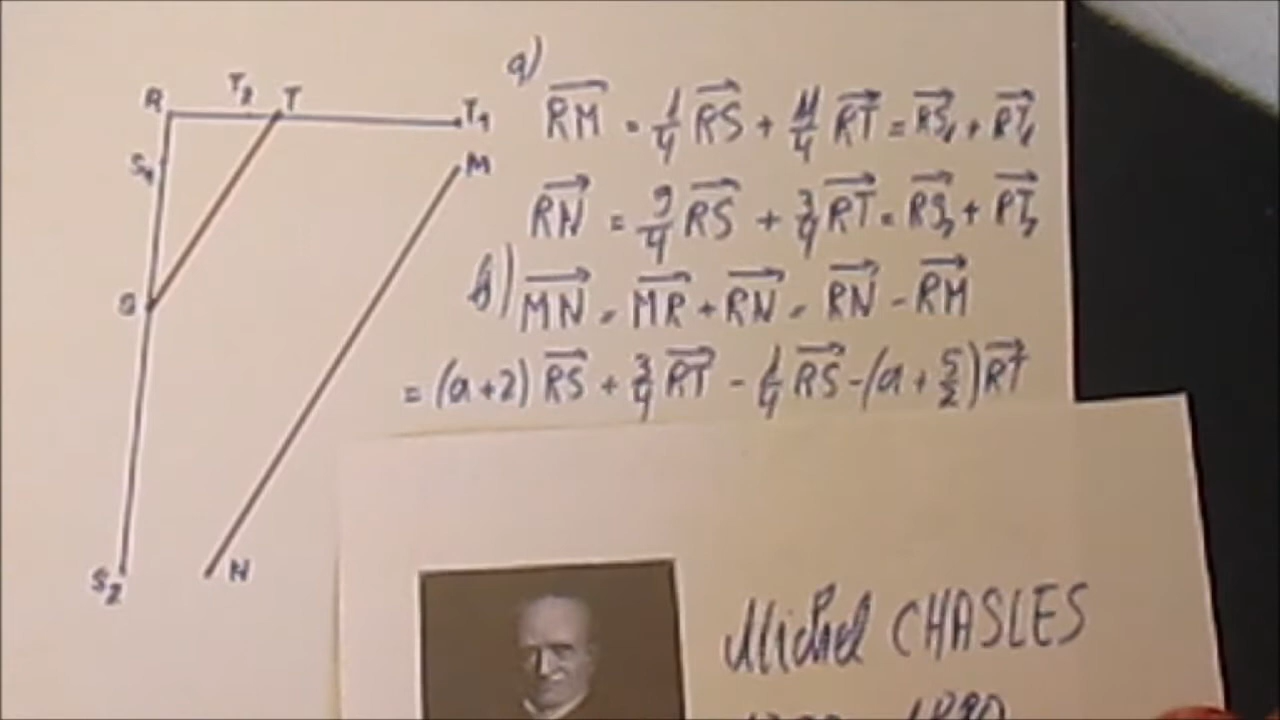 a)
RM = 1/4 RS + 11/4 RT = RS₁ + RT₁
RN = 9/4 RS + 3/4 RT = RS₂ + RT₂
b) MN = MR + RN = RN - RM
= (a+2) RS + 3/4 RT - 1/4 RS - (a + 5/2) RT
R T₂ T T₁
S₁ M
S₂ N
Michel CHASLES